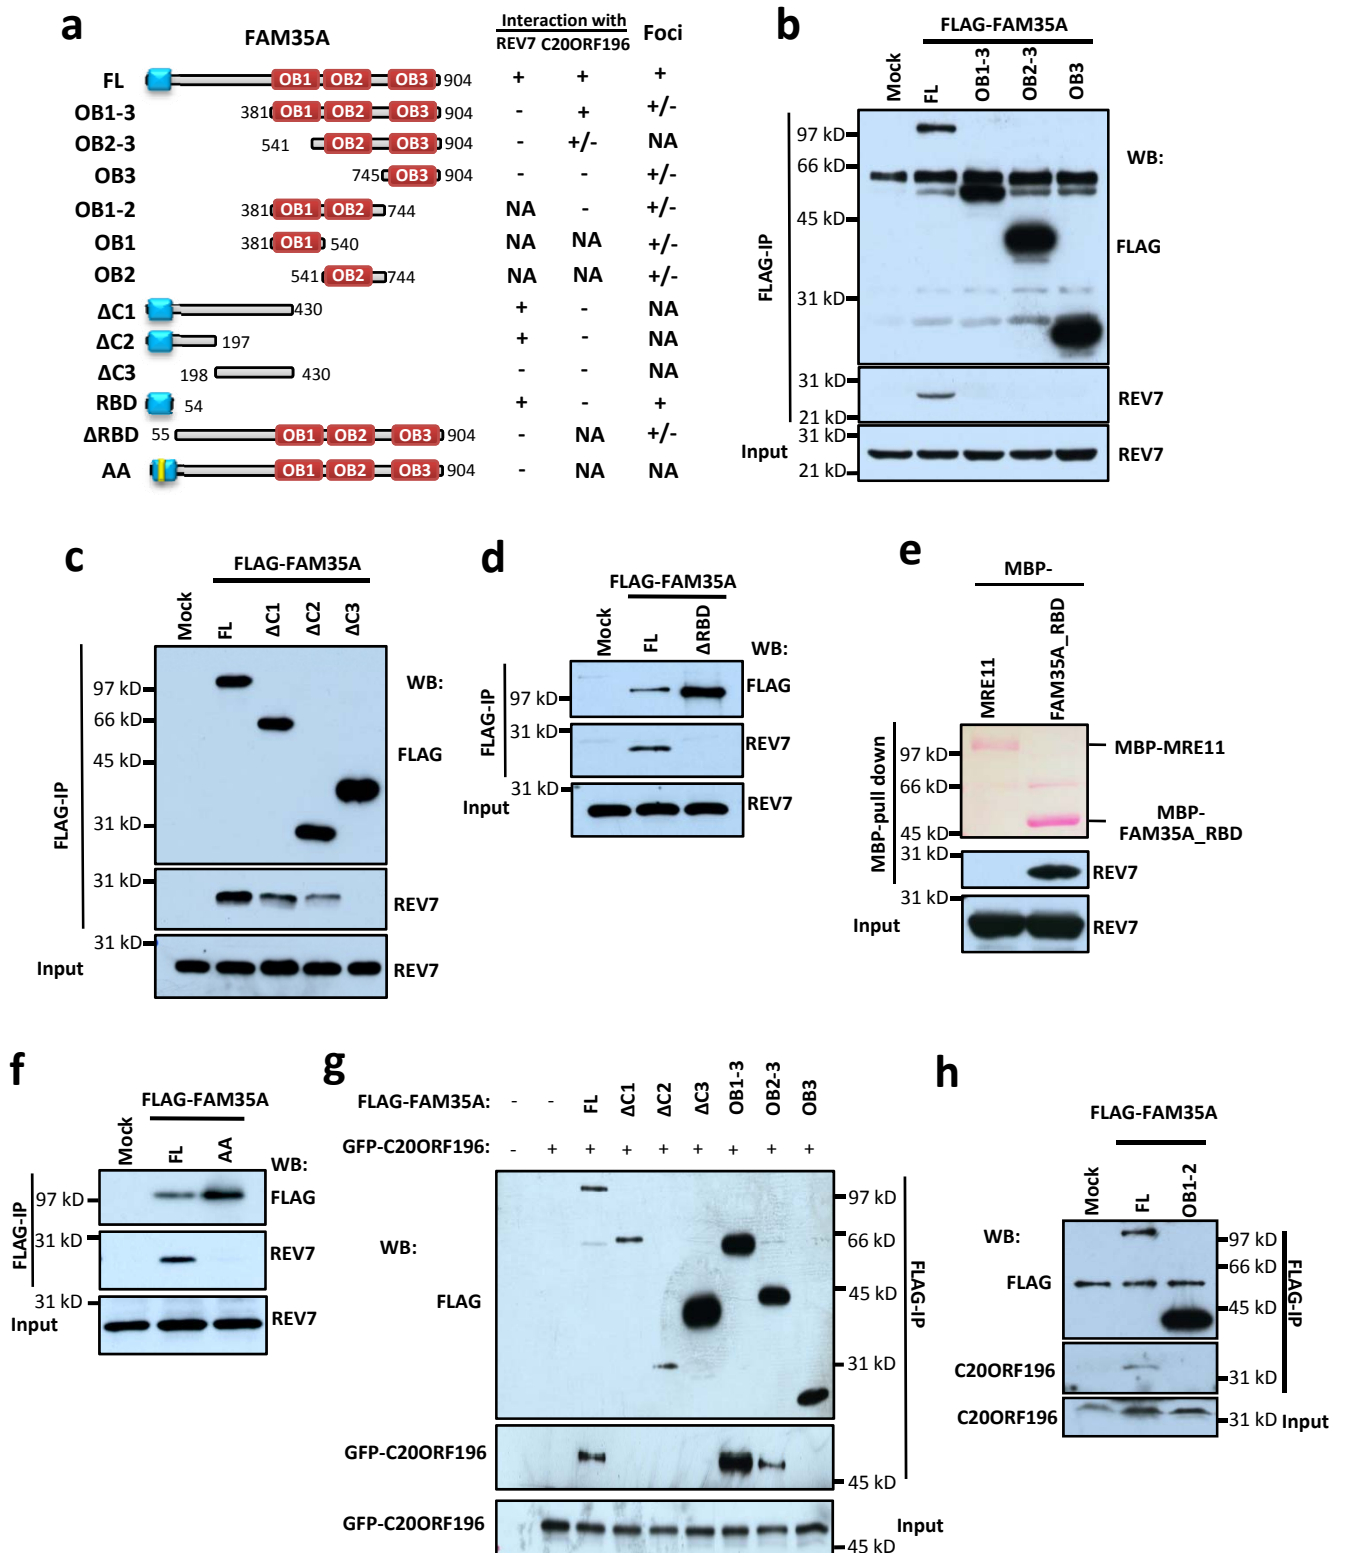 a
FAM35A
Interaction with
REV7 C20ORF196
Foci
FL OB1 OB2 OB3 904 + + +
OB1-3 381 OB1 OB2 OB3 904 - + +/-
OB2-3 541 OB2 OB3 904 - +/- NA
OB3 745 OB3 904 - - +/-
OB1-2 381 OB1 OB2 744 NA - +/-
OB1 381 OB1 540 NA NA +/-
OB2 541 OB2 744 NA NA +/-
ΔC1 430 + - NA
ΔC2 197 + - NA
ΔC3 198 430 - - NA
RBD 54 + - +
ΔRBD 55 OB1 OB2 OB3 904 - NA +/-
AA OB1 OB2 OB3 904 - NA NA
b
FLAG-FAM35A
Mock FL OB1-3 OB2-3 OB3
WB:
FLAG-IP
97 kD
66 kD
45 kD
FLAG
31 kD
31 kD
REV7
21 kD
Input
31 kD
REV7
21 kD
c
FLAG-FAM35A
Mock FL ΔC1 ΔC2 ΔC3
WB:
FLAG-IP
97 kD
66 kD
45 kD
FLAG
31 kD
31 kD
REV7
31 kD
Input
REV7
d
FLAG-FAM35A
Mock FL ΔRBD
WB:
FLAG-IP
97 kD
FLAG
31 kD
REV7
31 kD
Input
REV7
e
MBP-
MRE11 FAM35A_RBD
MBP-pull down
97 kD
MBP-MRE11
66 kD
45 kD
MBP-
FAM35A_RBD
31 kD
REV7
31 kD
Input
REV7
f
FLAG-FAM35A
Mock FL AA
WB:
FLAG-IP
97 kD
FLAG
31 kD
REV7
31 kD
Input
REV7
g
FLAG-FAM35A: - - FL ΔC1 ΔC2 ΔC3 OB1-3 OB2-3 OB3
GFP-C20ORF196: - + + + + + + + +
WB:
FLAG
97 kD
66 kD
45 kD
31 kD
FLAG-IP
GFP-C20ORF196
45 kD
GFP-C20ORF196
Input
45 kD
h
FLAG-FAM35A
Mock FL OB1-2
WB:
97 kD
66 kD
FLAG
45 kD
FLAG-IP
C20ORF196
31 kD
C20ORF196
31 kD Input